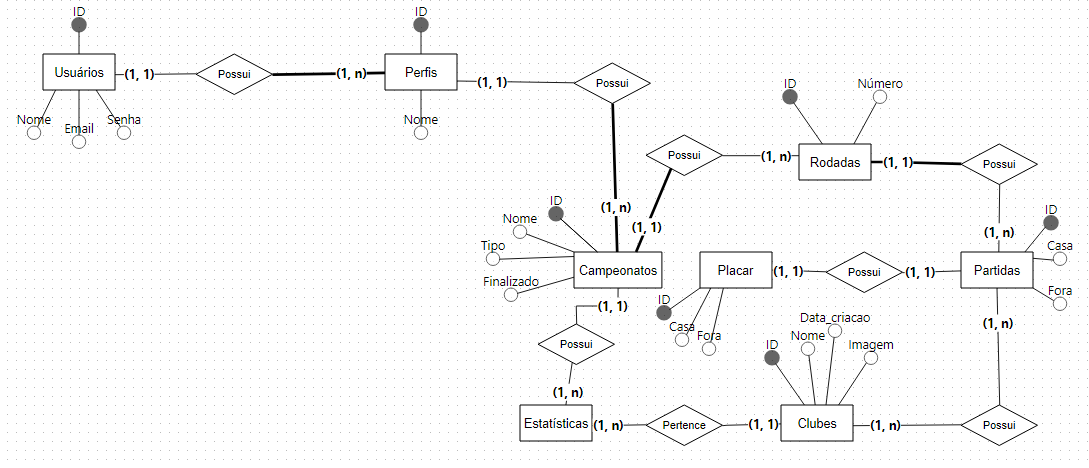 ID
ID
Usuários
(1, 1)
Possui
(1, n)
Perfis
(1, 1)
Possui
ID
Número
Nome
Email
Senha
Nome
Possui
(1, n)
Rodadas
(1, 1)
Possui
ID
(1, n)
(1, 1)
(1, n)
ID
Nome
Tipo
Finalizado
Campeonatos
Placar
(1, 1)
Possui
(1, 1)
Partidas
Casa
Fora
(1, 1)
ID
Casa
Fora
(1, n)
Data_criacao
Nome
ID
Imagem
Possui
(1, n)
Estatísticas
(1, n)
Pertence
(1, 1)
Clubes
(1, n)
Possui